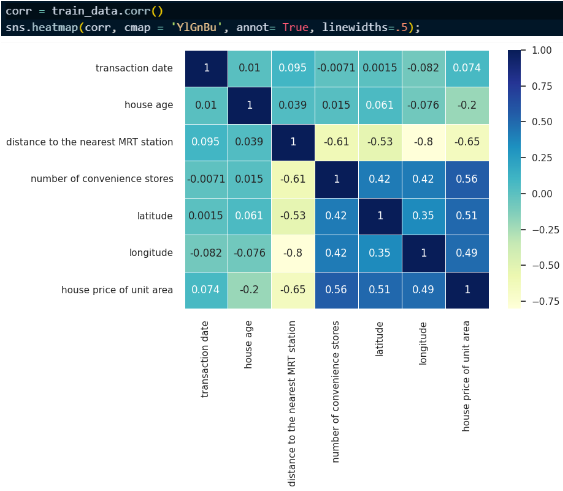 corr = train_data.corr()
sns.heatmap(corr, cmap = 'YlGnBu', annot= True, linewidths=.5);
transaction date 1 0.01 0.095 -0.0071 0.0015 -0.082 0.074
house age 0.01 1 0.039 0.015 0.061 -0.076 -0.2
distance to the nearest MRT station 0.095 0.039 1 -0.61 -0.53 -0.8 -0.65
number of convenience stores -0.0071 0.015 -0.61 1 0.42 0.42 0.56
latitude 0.0015 0.061 -0.53 0.42 1 0.35 0.51
longitude -0.082 -0.076 -0.8 0.42 0.35 1 0.49
house price of unit area 0.074 -0.2 -0.65 0.56 0.51 0.49 1
transaction date
house age
distance to the nearest MRT station
number of convenience stores
latitude
longitude
house price of unit area
1.00
0.75
0.50
0.25
0.00
−0.25
−0.50
−0.75